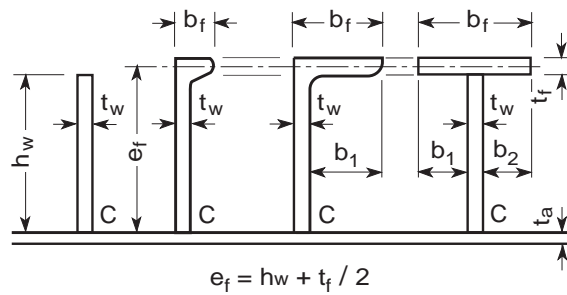 b_f b_f b_f
t_w t_w t_w t_w t_f
h_w e_f b_1 b_1 b_2
C C C C t_a
e_f = h_w + t_f / 2